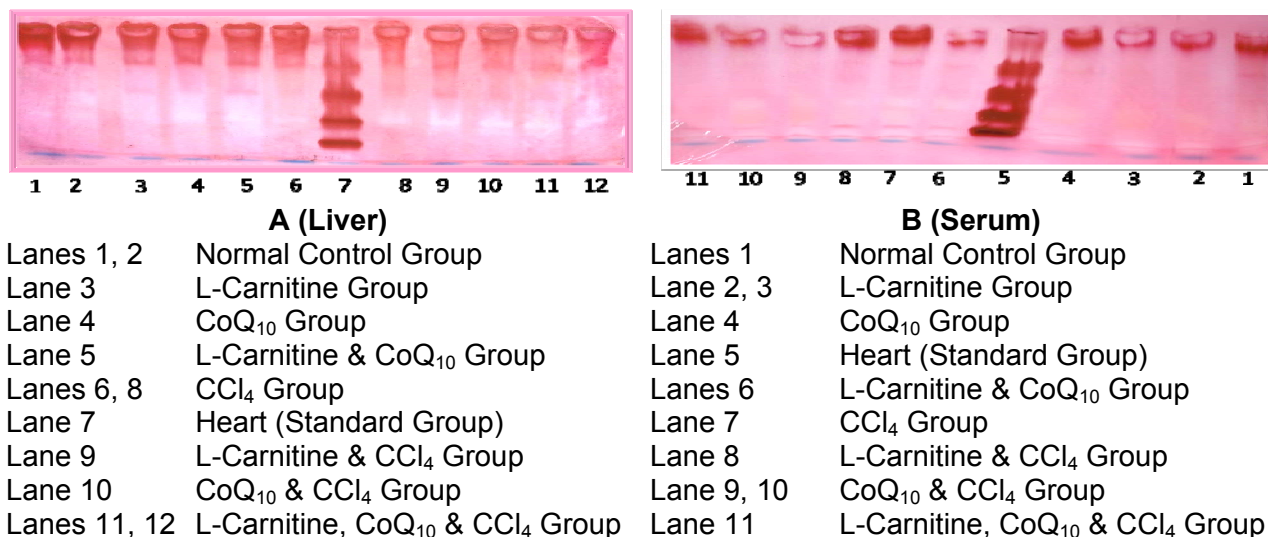 1 2 3 4 5 6 7 8 9 10 11 12
A (Liver)
Lanes 1, 2 Normal Control Group
Lane 3 L-Carnitine Group
Lane 4 CoQ₁₀ Group
Lane 5 L-Carnitine & CoQ₁₀ Group
Lanes 6, 8 CCl₄ Group
Lane 7 Heart (Standard Group)
Lane 9 L-Carnitine & CCl₄ Group
Lane 10 CoQ₁₀ & CCl₄ Group
Lanes 11, 12 L-Carnitine, CoQ₁₀ & CCl₄ Group
11 10 9 8 7 6 5 4 3 2 1
B (Serum)
Lanes 1 Normal Control Group
Lane 2, 3 L-Carnitine Group
Lane 4 CoQ₁₀ Group
Lane 5 Heart (Standard Group)
Lanes 6 L-Carnitine & CoQ₁₀ Group
Lane 7 CCl₄ Group
Lane 8 L-Carnitine & CCl₄ Group
Lane 9, 10 CoQ₁₀ & CCl₄ Group
Lane 11 L-Carnitine, CoQ₁₀ & CCl₄ Group